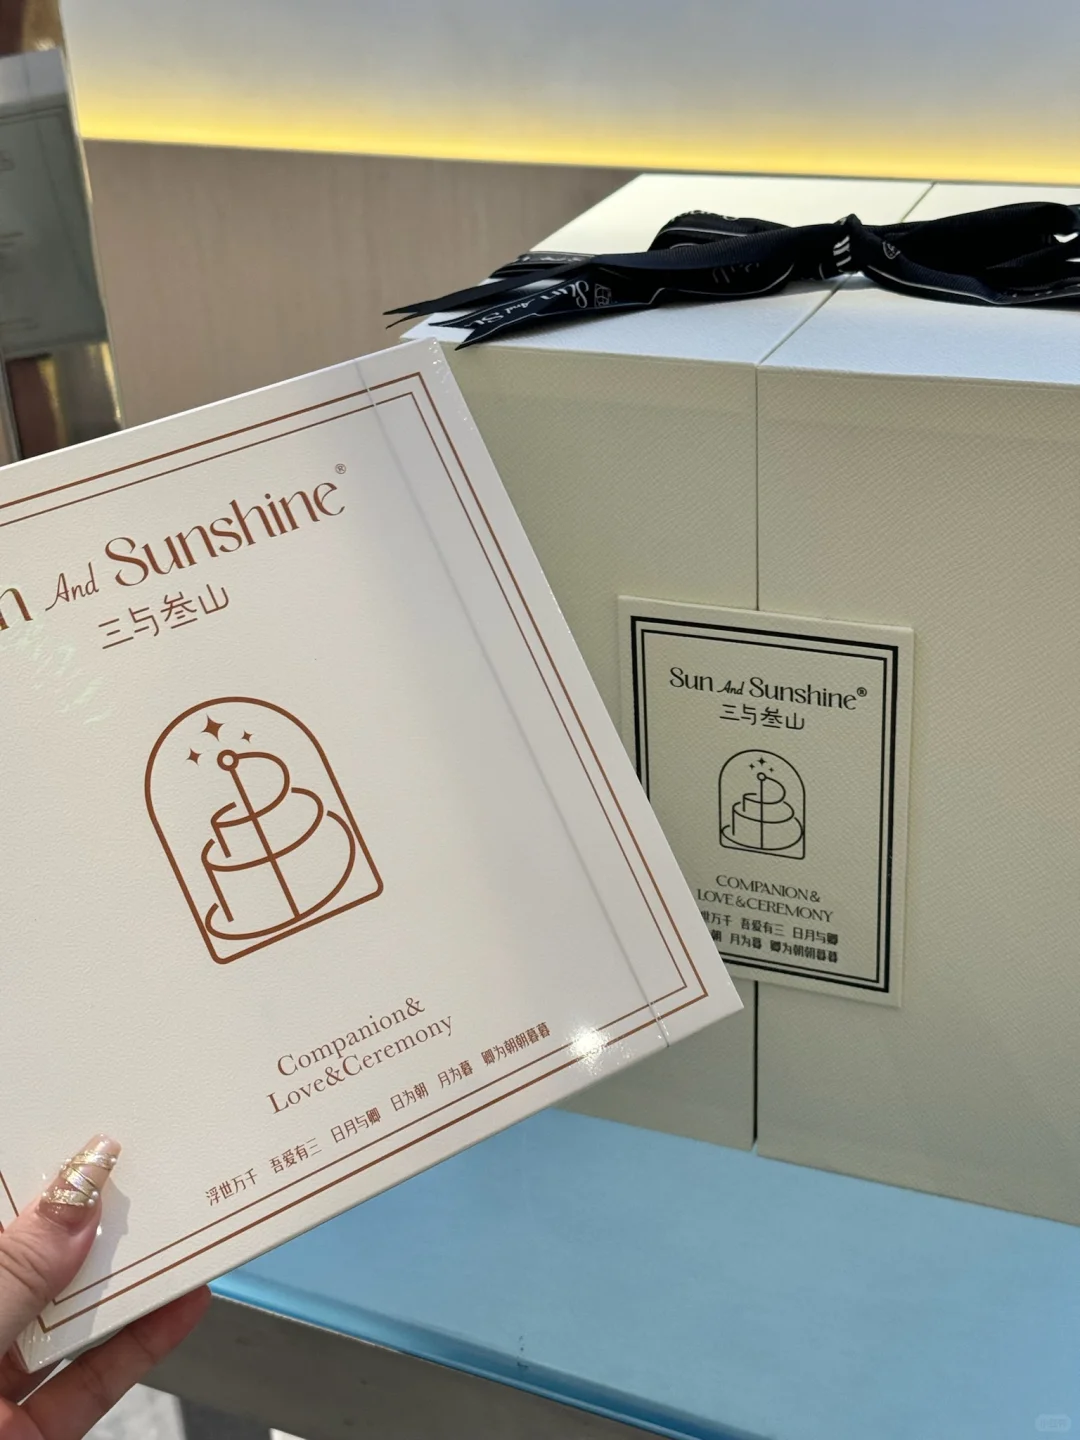 n And Sunshine®
三与叁山
Companion&
Love&Ceremony
浮世万千 吾爱有三 日月与卿 日为朝 月为暮 卿为朝朝暮暮
Sun And Su
Sun And Sunshine®
三与叁山
COMPANION&
LOVE&CEREMONY
世万千 吾爱有三 日月与卿
朝 月为暮 卿为朝朝暮暮